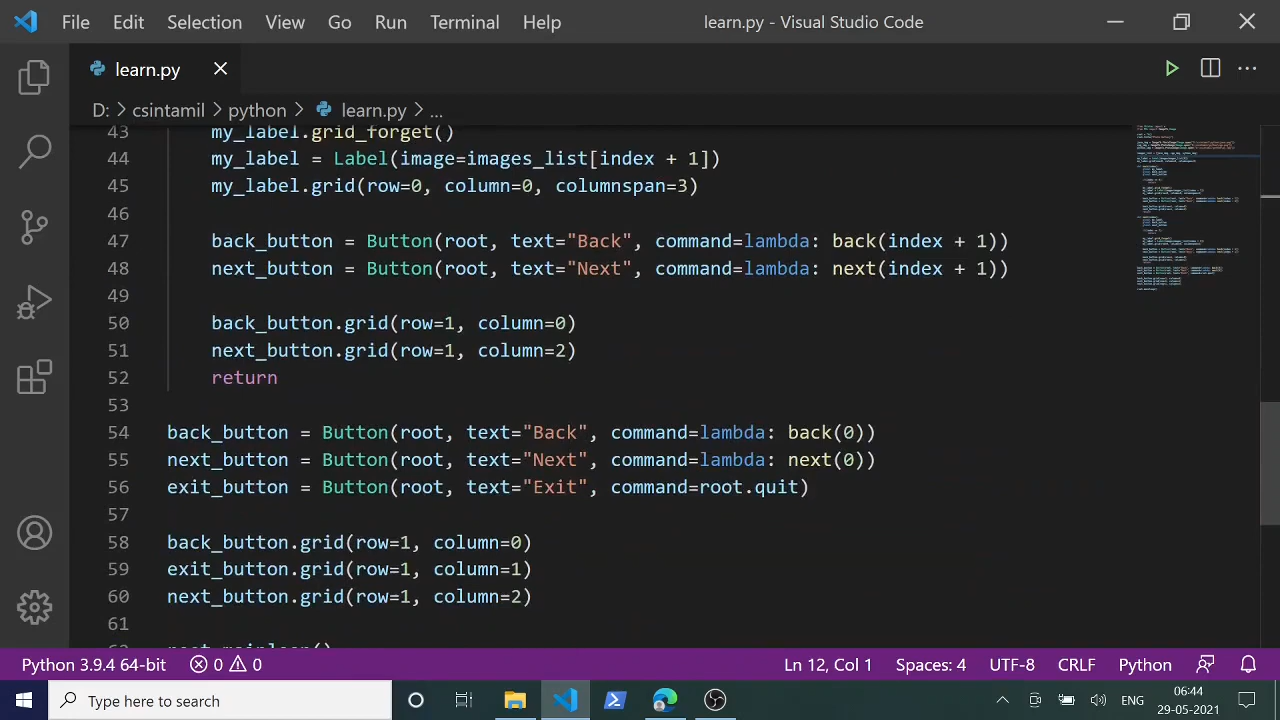 File Edit Selection View Go Run Terminal Help learn.py - Visual Studio Code
learn.py
D: > csintamil > python > learn.py > ...
43 my_label.grid_forget()
44 my_label = Label(image=images_list[index + 1])
45 my_label.grid(row=0, column=0, columnspan=3)
46
47 back_button = Button(root, text="Back", command=lambda: back(index + 1))
48 next_button = Button(root, text="Next", command=lambda: next(index + 1))
49
50 back_button.grid(row=1, column=0)
51 next_button.grid(row=1, column=2)
52 return
53
54 back_button = Button(root, text="Back", command=lambda: back(0))
55 next_button = Button(root, text="Next", command=lambda: next(0))
56 exit_button = Button(root, text="Exit", command=root.quit)
57
58 back_button.grid(row=1, column=0)
59 exit_button.grid(row=1, column=1)
60 next_button.grid(row=1, column=2)
61
62 root.mainloop()
Python 3.9.4 64-bit 0 0 Ln 12, Col 1 Spaces: 4 UTF-8 CRLF Python
Type here to search ENG 06:44
29-05-2021